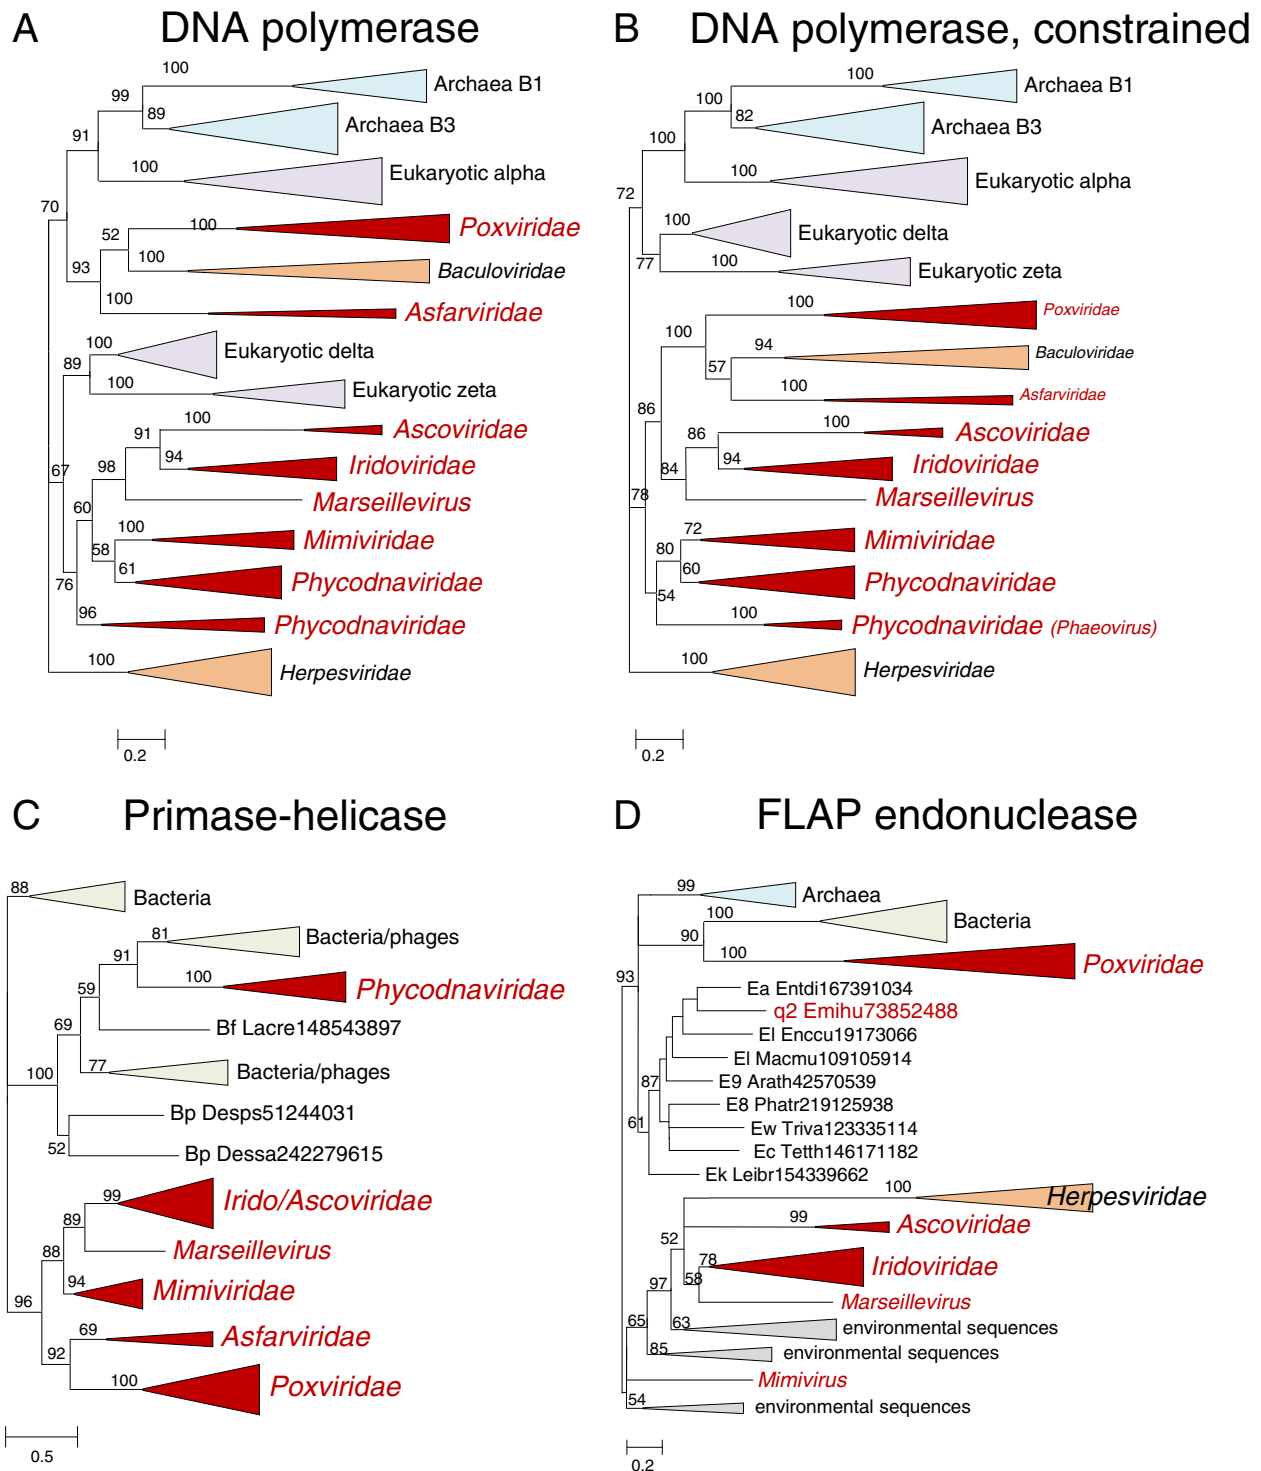 A DNA polymerase
100
Archaea B1
99
89
Archaea B3
91
100
Eukaryotic alpha
70
52
100
Poxviridae
93
100
Baculoviridae
100
Asfarviridae
100
Eukaryotic delta
89
100
Eukaryotic zeta
67
100
Ascoviridae
91
94
Iridoviridae
98
Marseillevirus
60
100
Mimiviridae
58
61
Phycodnaviridae
76
96
Phycodnaviridae
100
Herpesviridae
0.2
B DNA polymerase, constrained
100
Archaea B1
100
82
Archaea B3
100
100
Eukaryotic alpha
72
100
Eukaryotic delta
77
100
Eukaryotic zeta
100
Poxviridae
100
94
Baculoviridae
57
100
Asfarviridae
86
100
Ascoviridae
86
94
Iridoviridae
84
Marseillevirus
78
72
Mimiviridae
80
60
Phycodnaviridae
54
100
Phycodnaviridae (Phaeovirus)
100
Herpesviridae
0.2
C Primase-helicase
88
Bacteria
81
Bacteria/phages
91
100
Phycodnaviridae
59
Bf Lacre148543897
69
77
Bacteria/phages
100
Bp Desps51244031
52
Bp Dessa242279615
99
Irido/Ascoviridae
89
Marseillevirus
88
94
Mimiviridae
96
69
Asfarviridae
92
100
Poxviridae
0.5
D FLAP endonuclease
99
Archaea
100
Bacteria
90
100
Poxviridae
93
Ea Entdi167391034
q2 Emihu73852488
El Enccu19173066
El Macmu109105914
87
E9 Arath42570539
E8 Phatr219125938
61
Ew Triva123335114
Ec Tetth146171182
Ek Leibr154339662
100
Herpesviridae
99
Ascoviridae
52
78
Iridoviridae
58
97
Marseillevirus
65
63
environmental sequences
85
environmental sequences
Mimivirus
54
environmental sequences
0.2